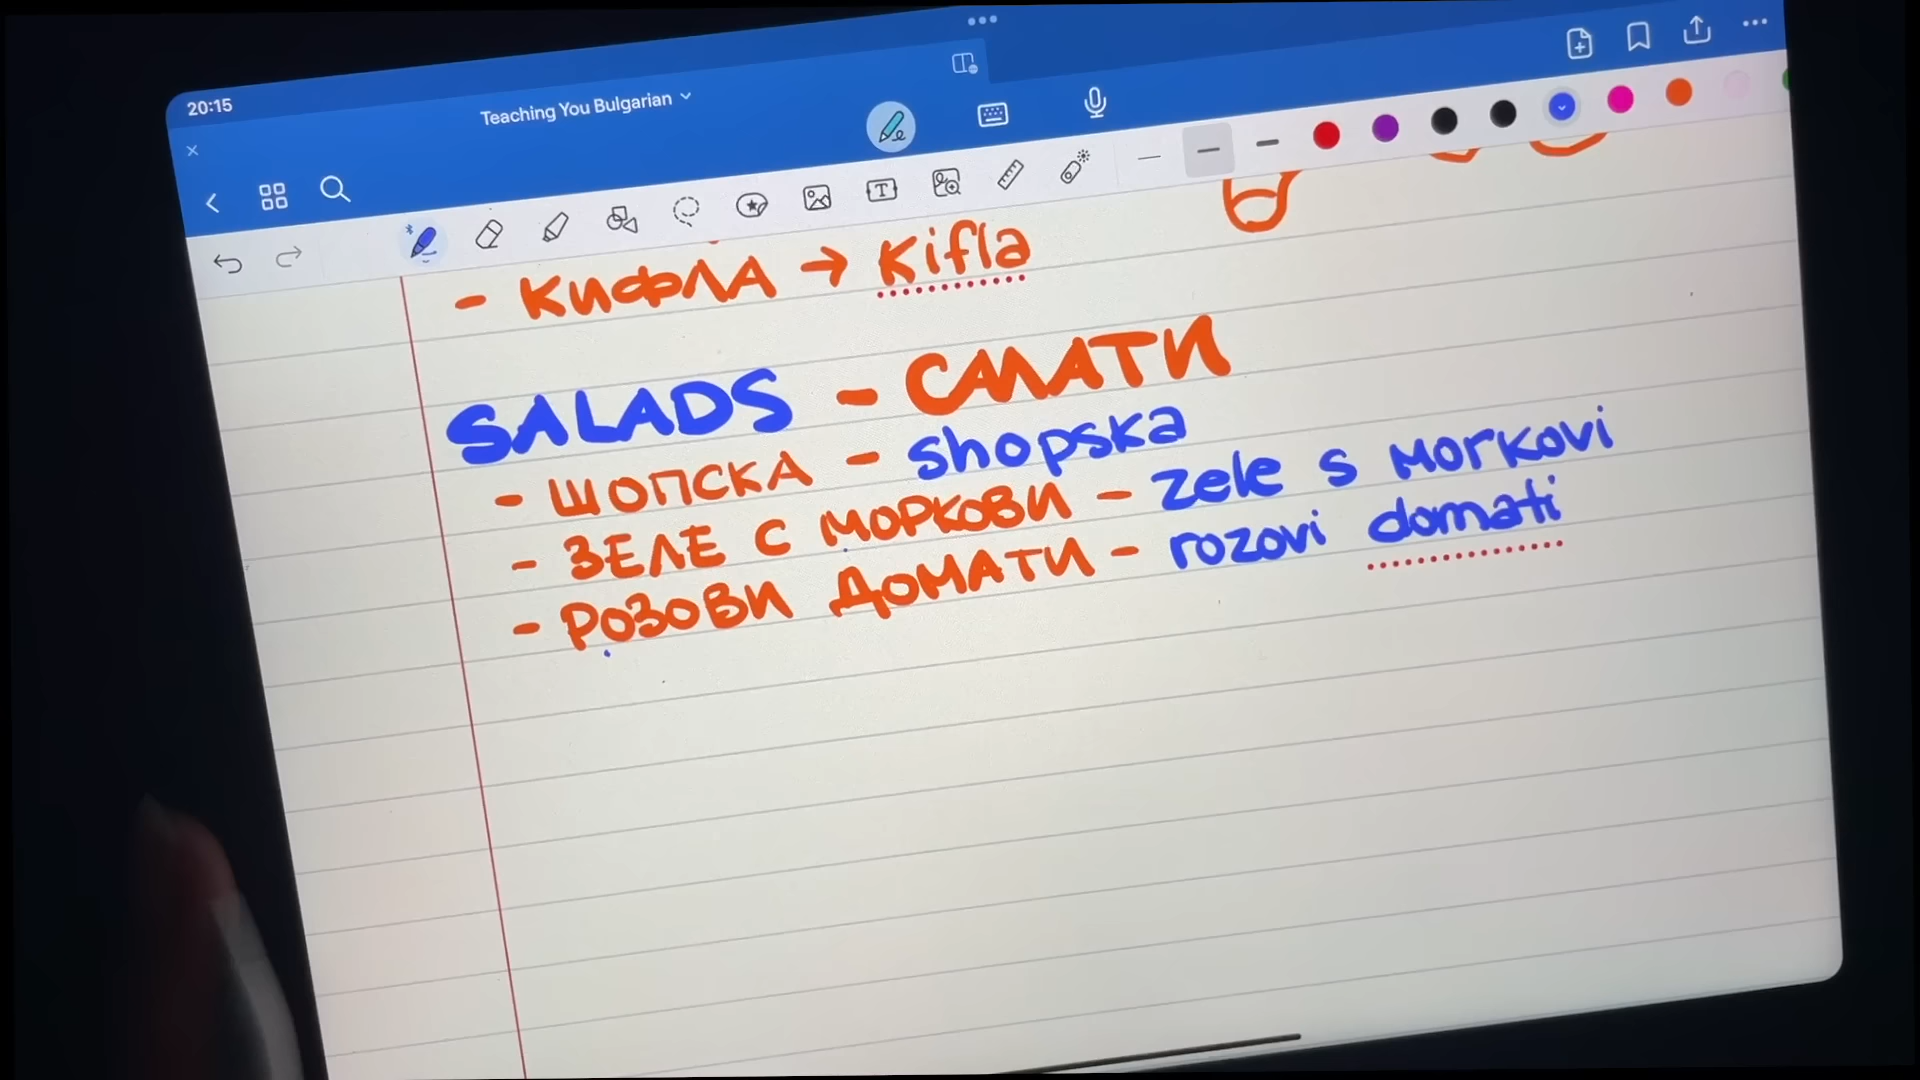 20:15
Teaching You Bulgarian
- КИФЛА → Kifla
SALADS - САЛАТИ
- ШОПСКА - shopska
- ЗЕЛЕ С МОРКОВИ - zele s morkovi
- РОЗОВИ ДОМАТИ - rozovi domati